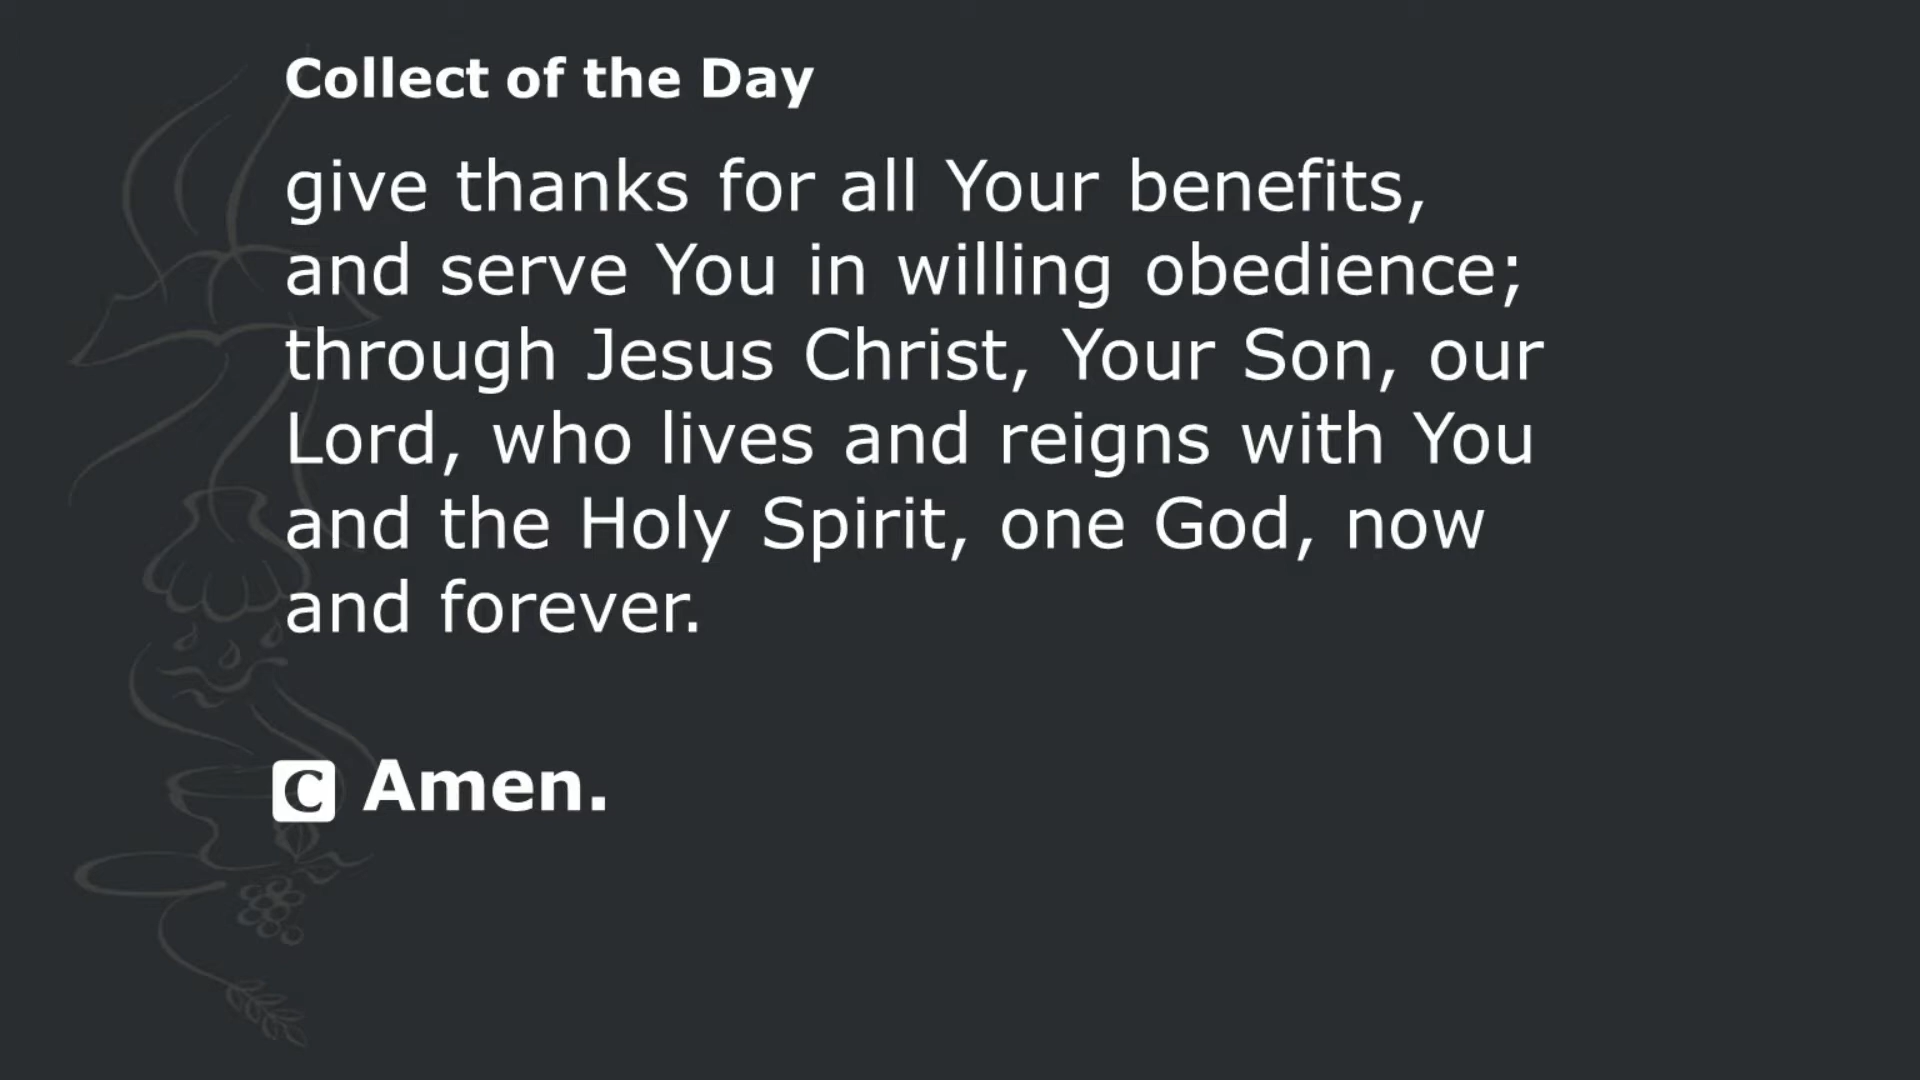 Collect of the Day
give thanks for all Your benefits,
and serve You in willing obedience;
through Jesus Christ, Your Son, our
Lord, who lives and reigns with You
and the Holy Spirit, one God, now
and forever.
C Amen.